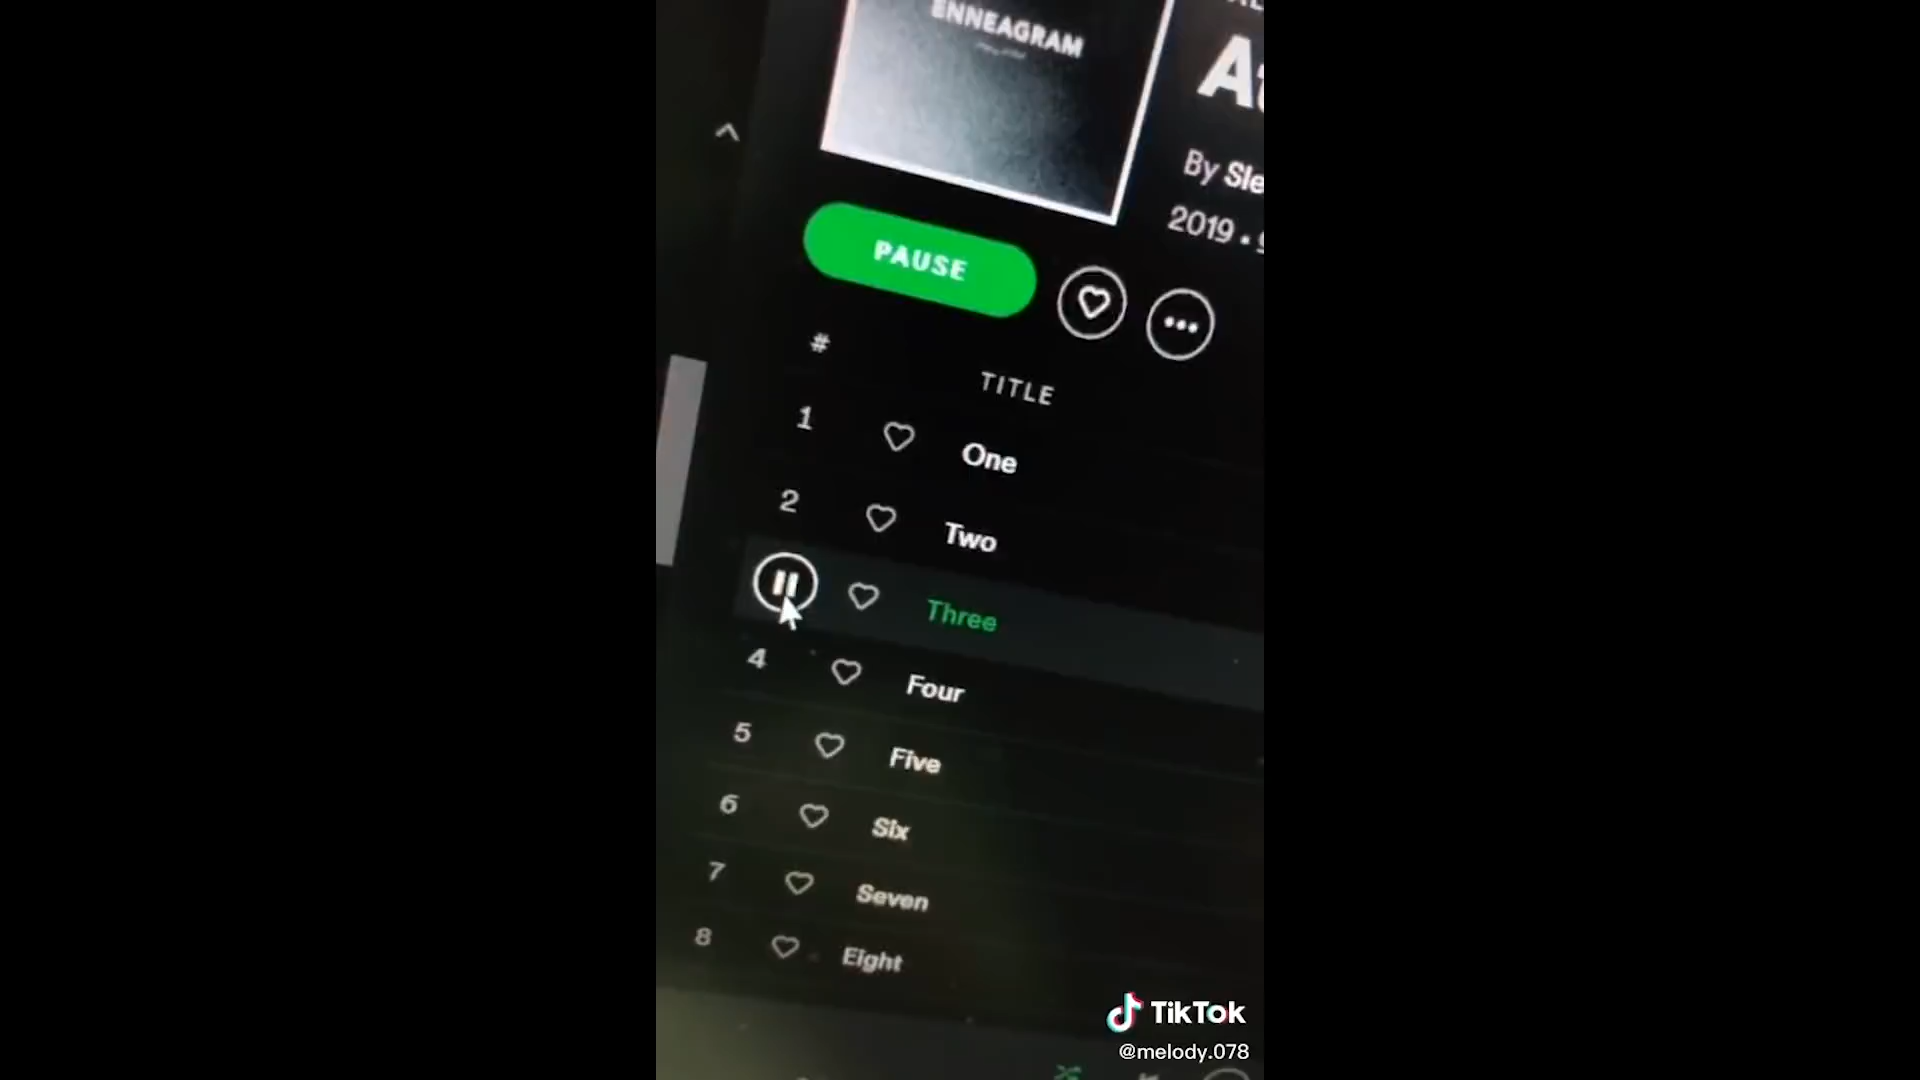 ENNEAGRAM
By Sle
2019 •
PAUSE
#
TITLE
1 One
2 Two
Three
4 Four
5 Five
6 Six
7 Seven
8 Eight
TikTok
@melody.078